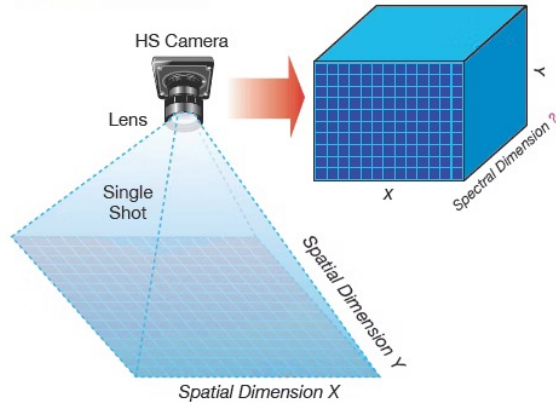 HS Camera
Lens
Single
Shot
Spatial Dimension Y
Spatial Dimension X
X
Y
Spectral Dimension ?